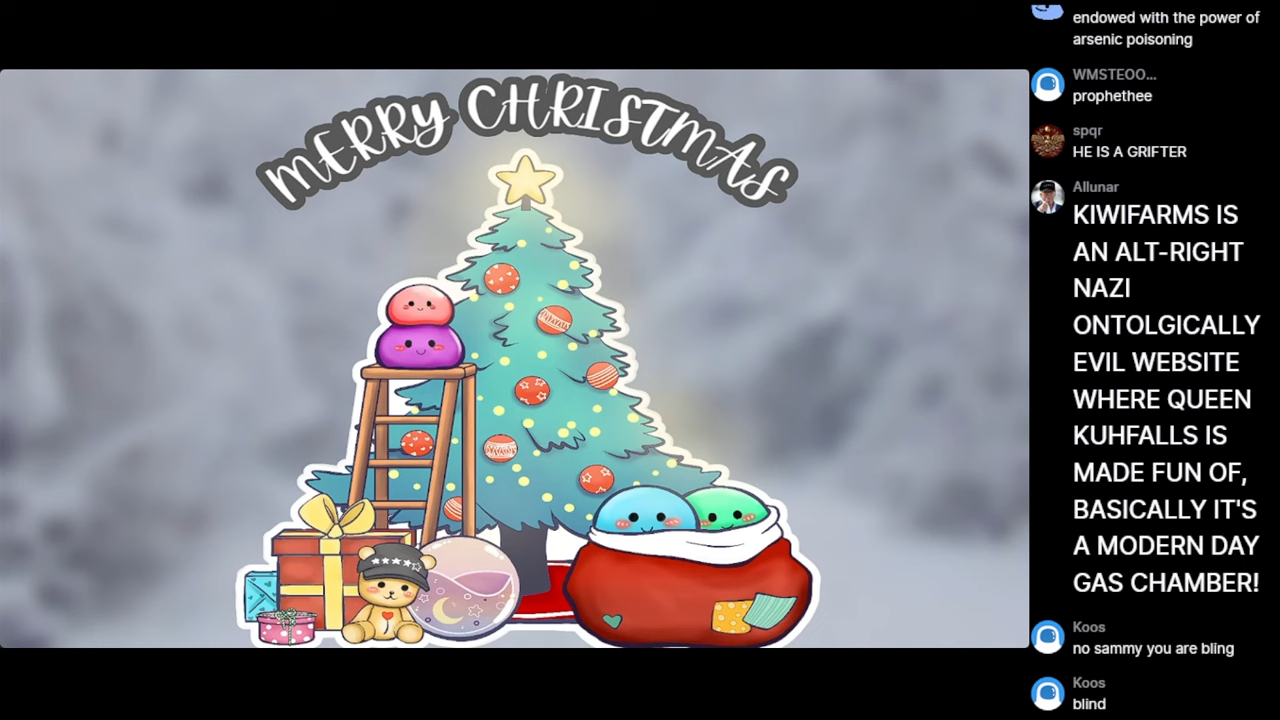 MERRY CHRISTMAS
endowed with the power of
arsenic poisoning
WMSTEOO...
prophethee
spqr
HE IS A GRIFTER
Allunar
KIWIFARMS IS
AN ALT-RIGHT
NAZI
ONTOLGICALLY
EVIL WEBSITE
WHERE QUEEN
KUHFALLS IS
MADE FUN OF,
BASICALLY IT'S
A MODERN DAY
GAS CHAMBER!
Koos
no sammy you are bling
Koos
blind